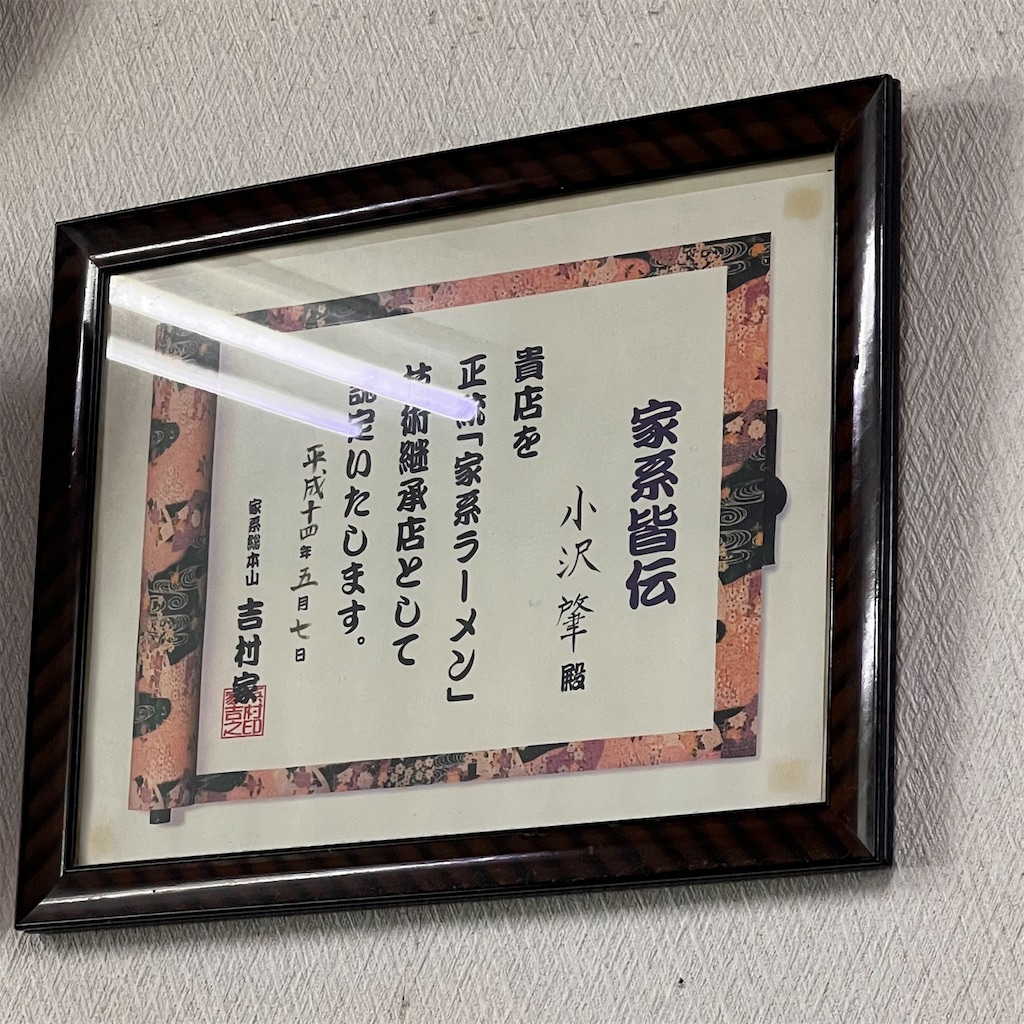 家系皆伝
小沢 肇 殿
貴店を
正統「家系ラーメン」
技術継承店として
認定いたします。
平成十四年五月七日
家系総本山 吉村家